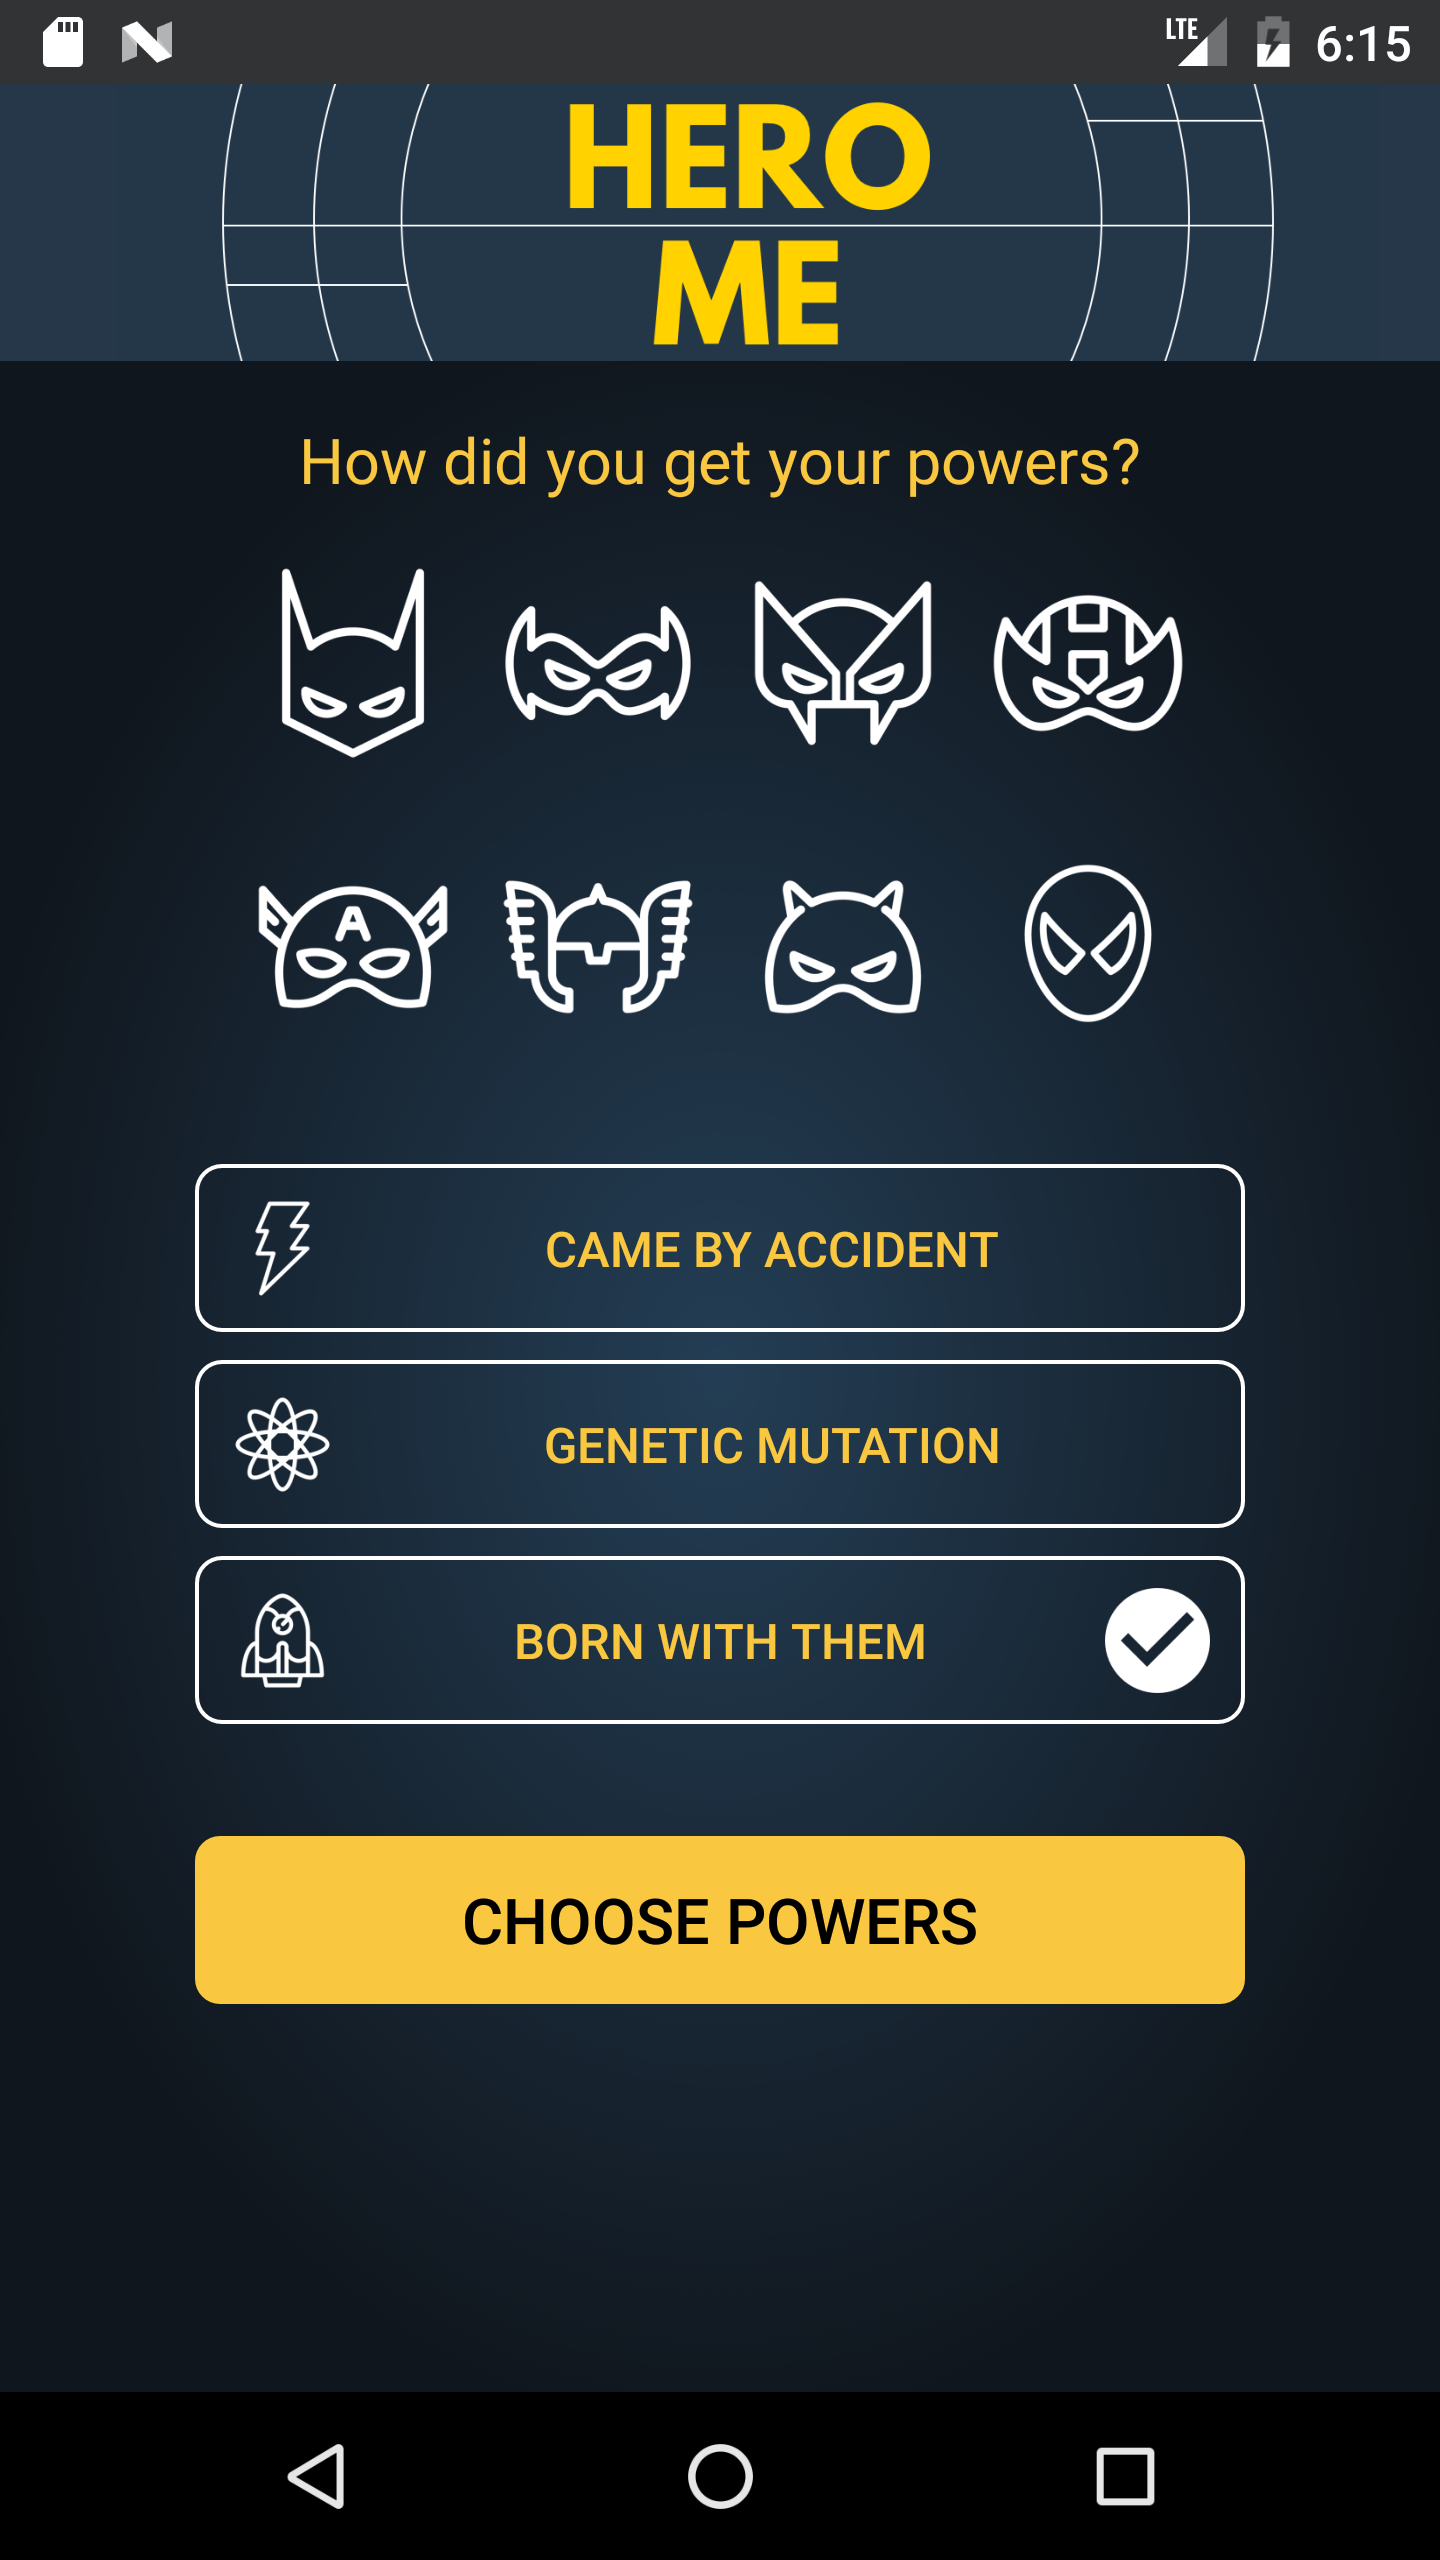 LTE 6:15
HERO
ME
How did you get your powers?
A
CAME BY ACCIDENT
GENETIC MUTATION
BORN WITH THEM
CHOOSE POWERS